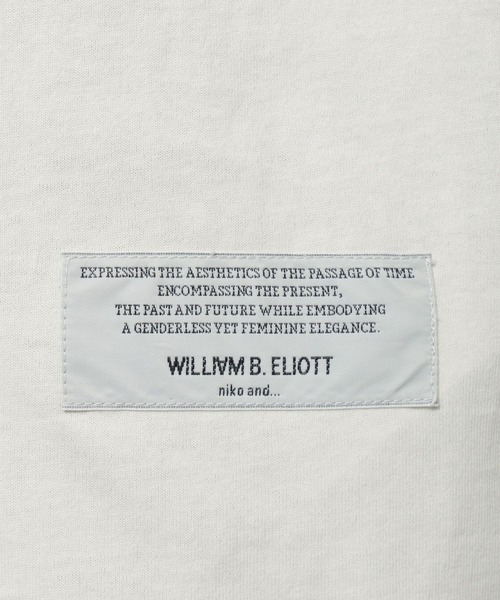 EXPRESSING THE AESTHETICS OF THE PASSAGE OF TIME
ENCOMPASSING THE PRESENT,
THE PAST AND FUTURE WHILE EMBODYING
A GENDERLESS YET FEMININE ELEGANCE.
WILLIAM B. ELIOTT
niko and...